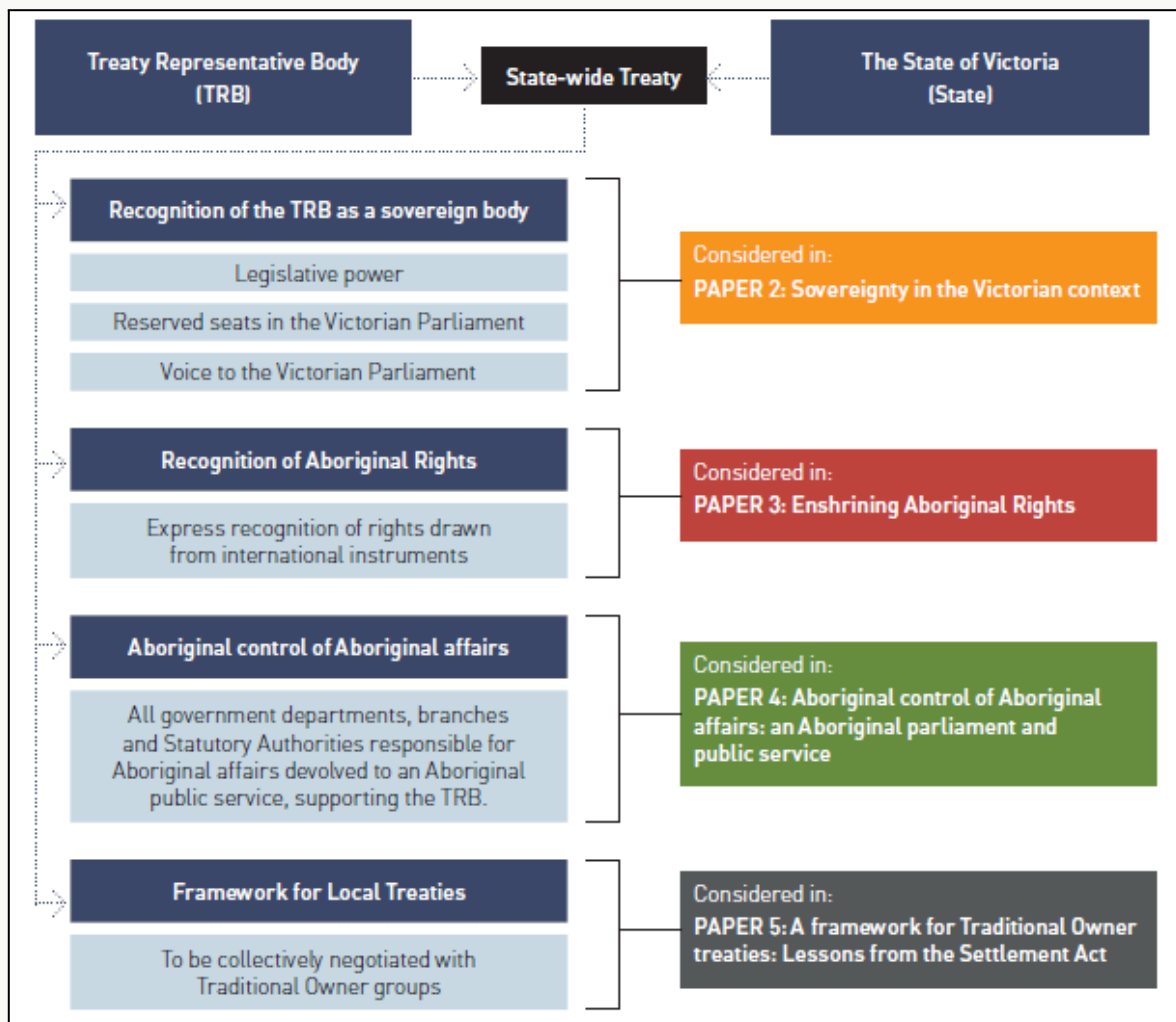 Treaty Representative Body
(TRB)
State-wide Treaty
The State of Victoria
(State)
Recognition of the TRB as a sovereign body
Legislative power
Reserved seats in the Victorian Parliament
Voice to the Victorian Parliament
Considered in:
PAPER 2: Sovereignty in the Victorian context
Recognition of Aboriginal Rights
Express recognition of rights drawn
from international instruments
Considered in:
PAPER 3: Enshrining Aboriginal Rights
Aboriginal control of Aboriginal affairs
All government departments, branches
and Statutory Authorities responsible for
Aboriginal affairs devolved to an Aboriginal
public service, supporting the TRB.
Considered in:
PAPER 4: Aboriginal control of Aboriginal
affairs: an Aboriginal parliament and
public service
Framework for Local Treaties
To be collectively negotiated with
Traditional Owner groups
Considered in:
PAPER 5: A framework for Traditional Owner
treaties: Lessons from the Settlement Act